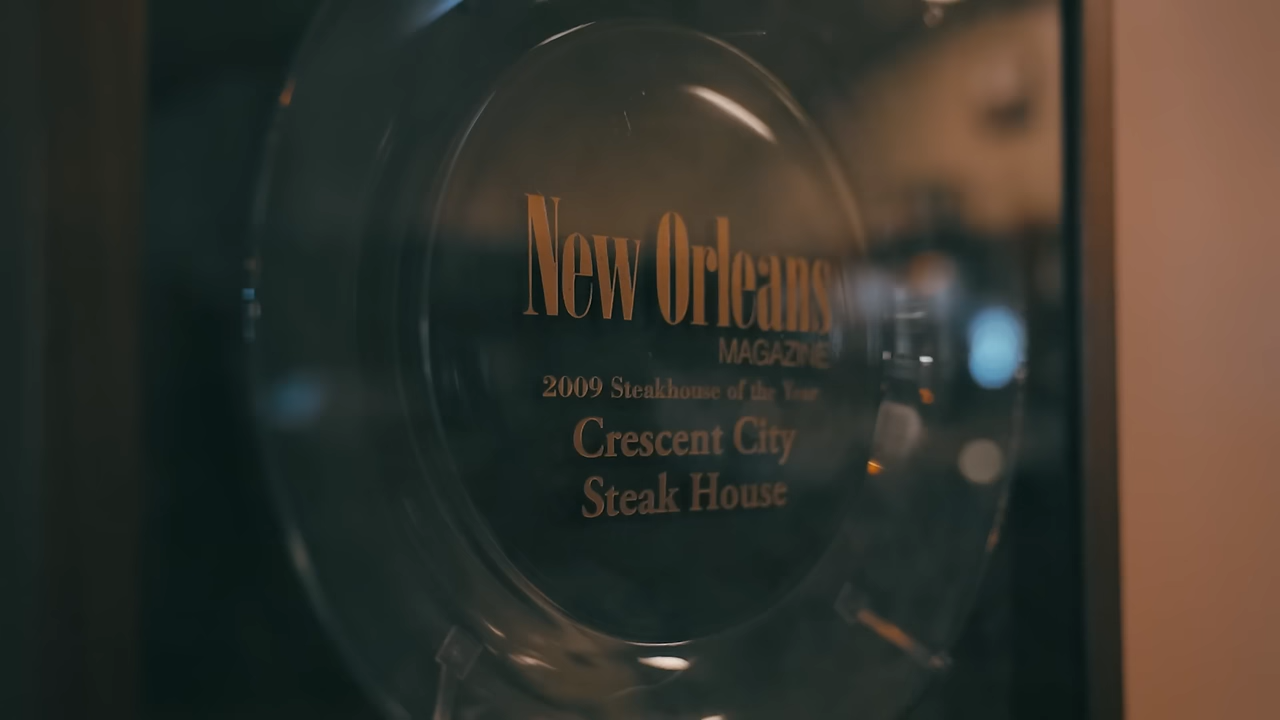 New Orleans
MAGAZINE
2009 Steakhouse of the Year
Crescent City
Steak House